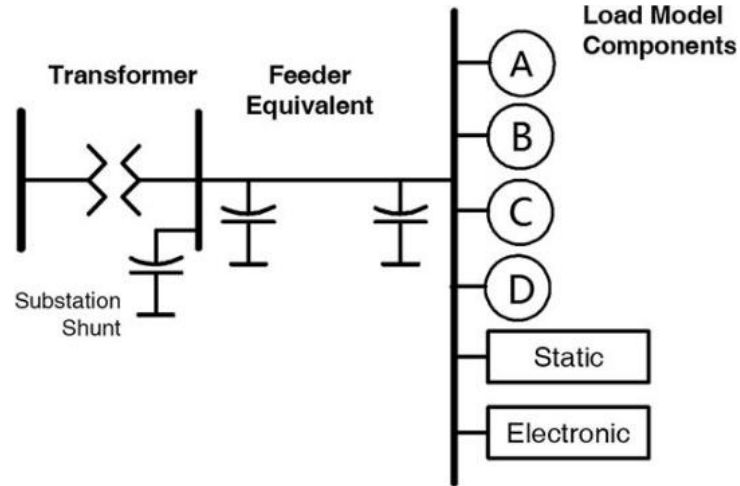 Load Model
Components
Transformer
Feeder
Equivalent
A
B
C
D
Substation
Shunt
Static
Electronic